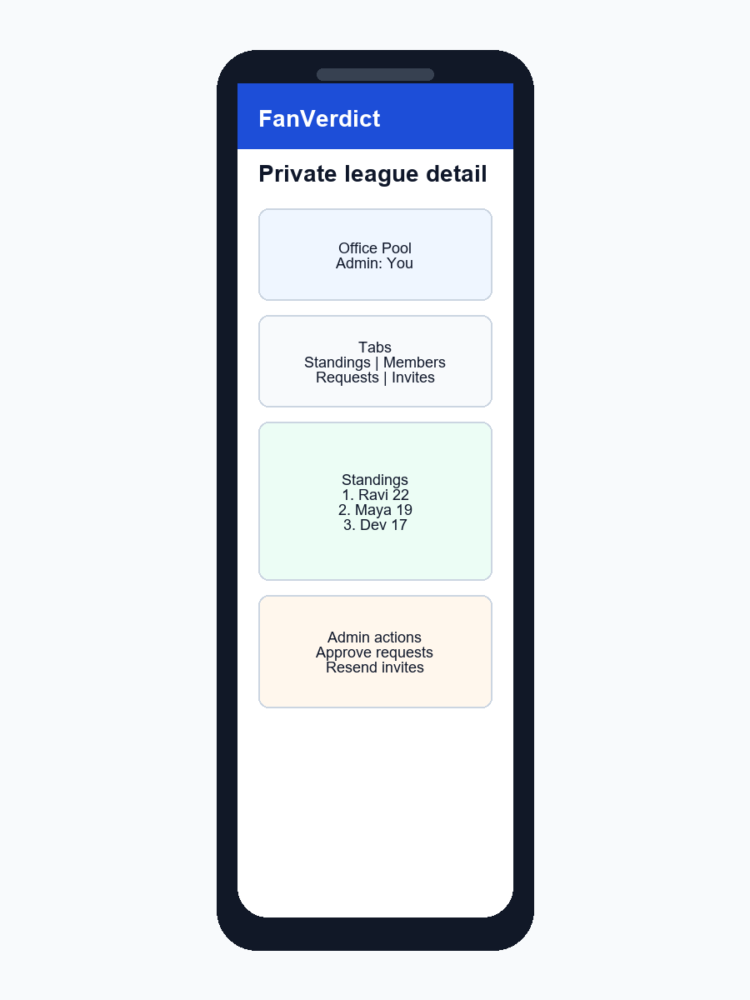 FanVerdict
Private league detail
Office Pool
Admin: You
Tabs
Standings | Members
Requests | Invites
Standings
1. Ravi 22
2. Maya 19
3. Dev 17
Admin actions
Approve requests
Resend invites